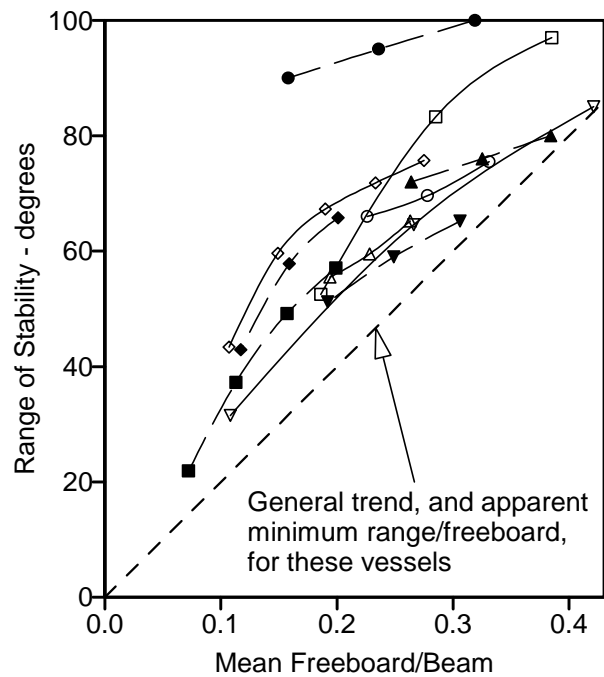 100
80
60
40
20
0
Range of Stability - degrees
General trend, and apparent
minimum range/freeboard,
for these vessels
0.0 0.1 0.2 0.3 0.4
Mean Freeboard/Beam